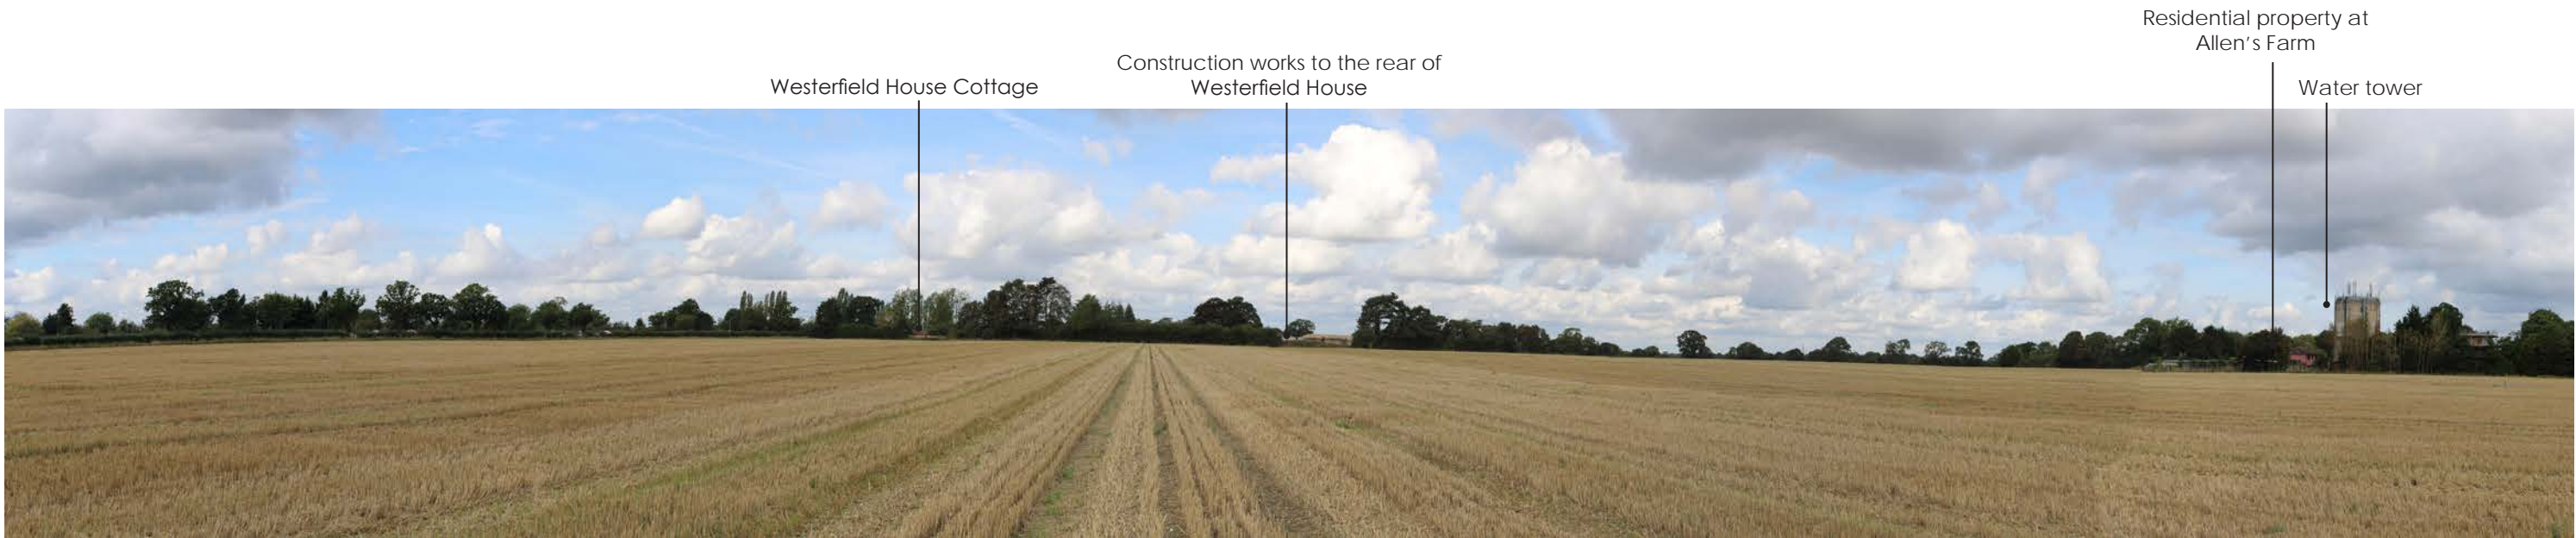 Residential property at
Allen's Farm
Construction works to the rear of
Westerfield House
Westerfield House Cottage
Water tower